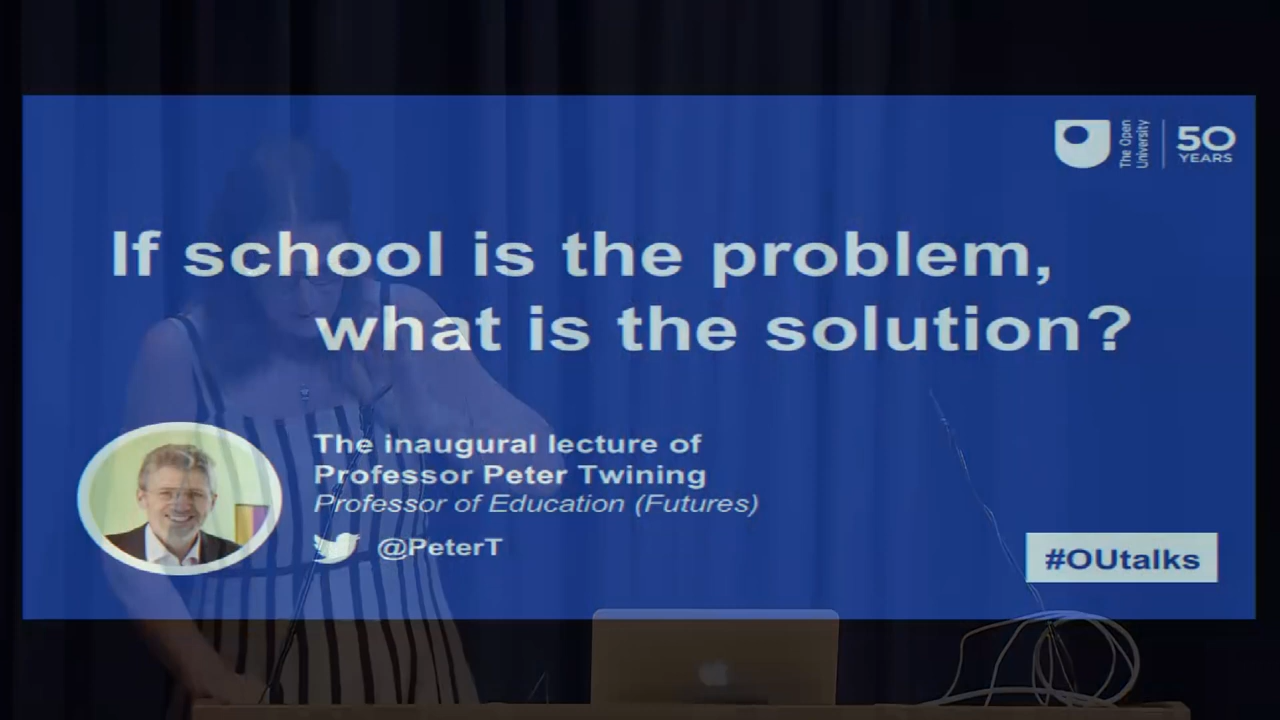 The Open
University
50
YEARS
If school is the problem,
what is the solution?
The inaugural lecture of
Professor Peter Twining
Professor of Education (Futures)
@PeterT
#OUtalks